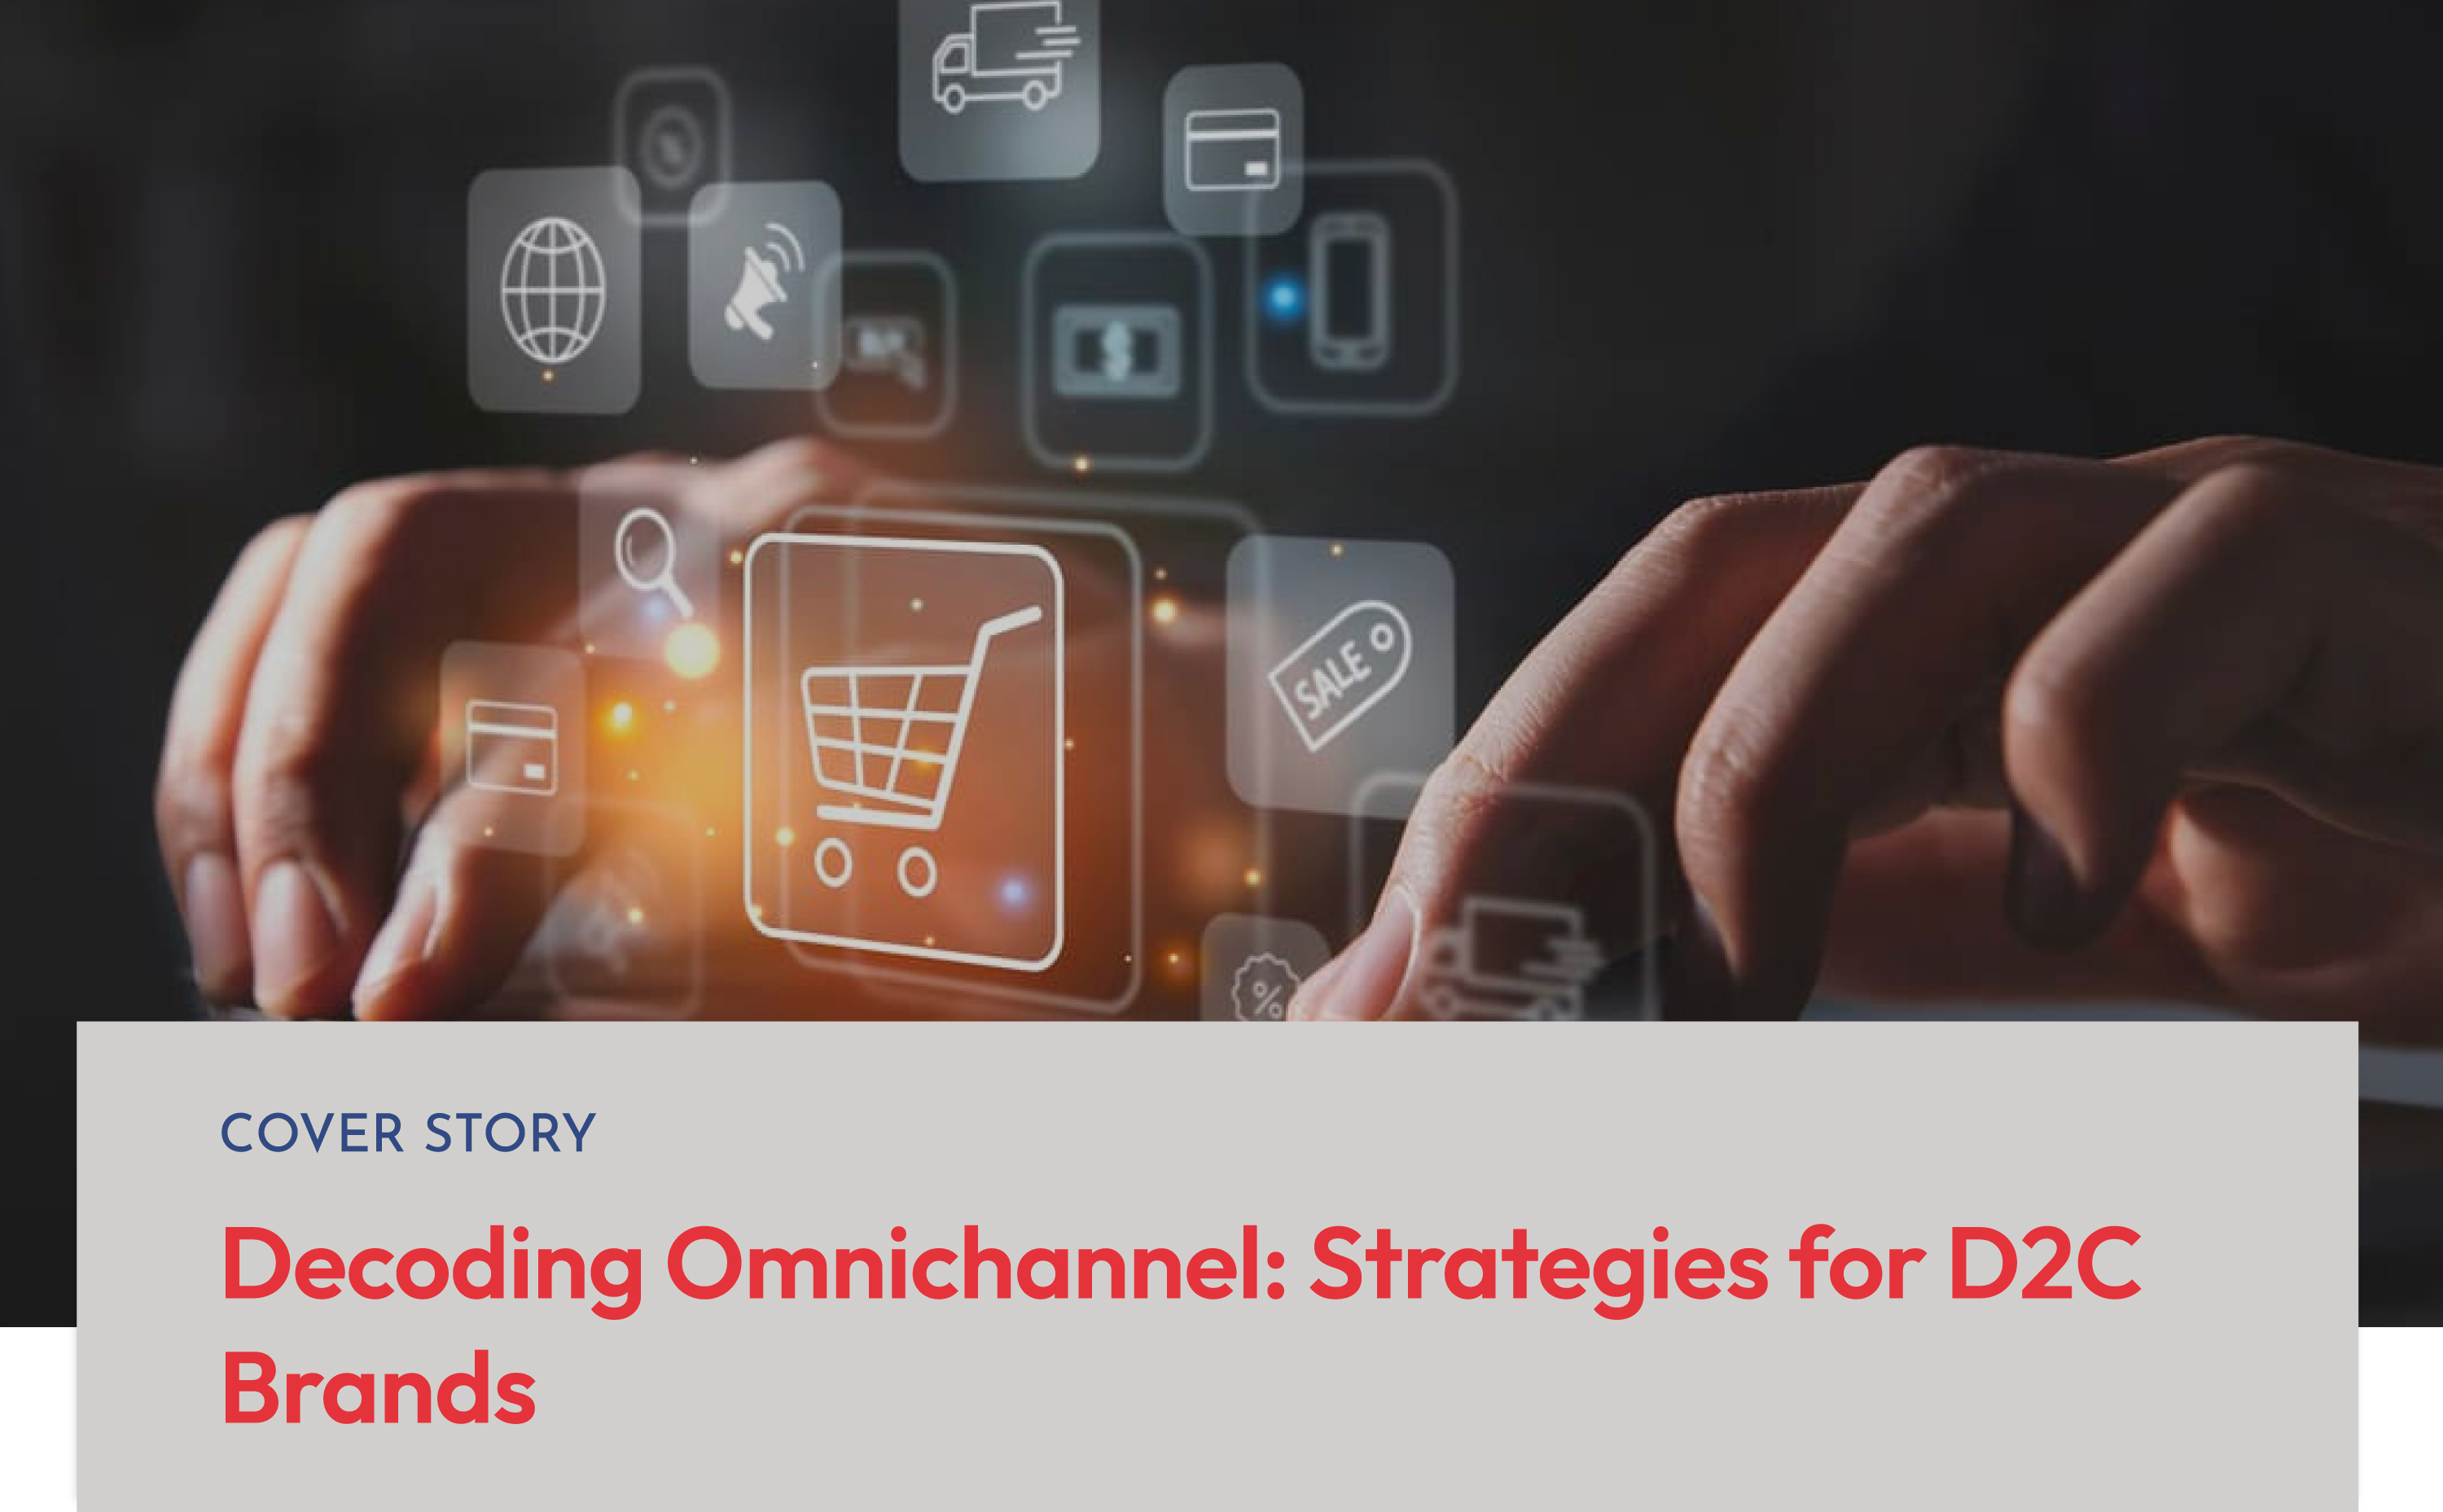 SALE
%
$
COVER STORY
Decoding Omnichannel: Strategies for D2C
Brands